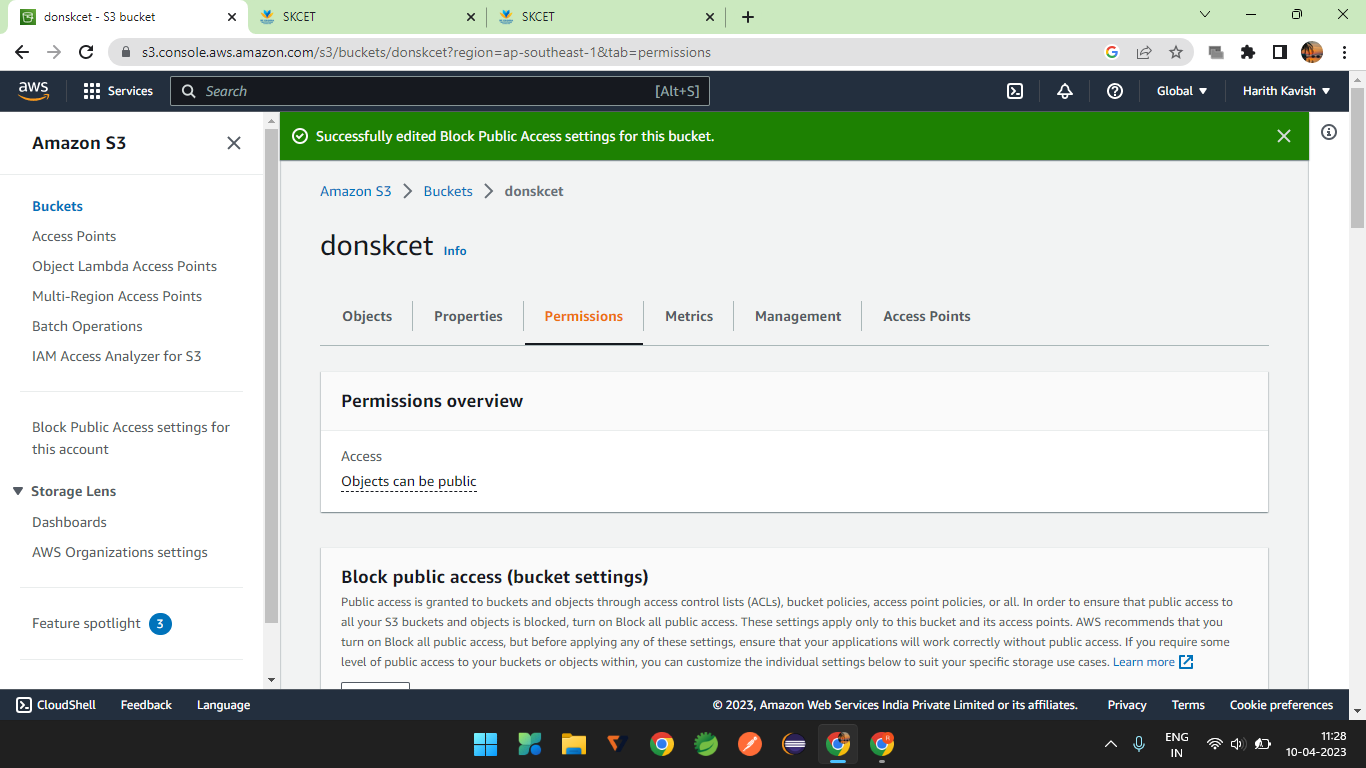 donskcet - S3 bucket
SKCET
SKCET
s3.console.aws.amazon.com/s3/buckets/donskcet?region=ap-southeast-1&tab=permissions
aws
Services
Search
[Alt+S]
Global
Harith Kavish
Amazon S3
Buckets
Access Points
Object Lambda Access Points
Multi-Region Access Points
Batch Operations
IAM Access Analyzer for S3
Block Public Access settings for
this account
Storage Lens
Dashboards
AWS Organizations settings
Feature spotlight 3
Successfully edited Block Public Access settings for this bucket.
Amazon S3 > Buckets > donskcet
donskcet Info
Objects
Properties
Permissions
Metrics
Management
Access Points
Permissions overview
Access
Objects can be public
Block public access (bucket settings)
Public access is granted to buckets and objects through access control lists (ACLs), bucket policies, access point policies, or all. In order to ensure that public access to
all your S3 buckets and objects is blocked, turn on Block all public access. These settings apply only to this bucket and its access points. AWS recommends that you
turn on Block all public access, but before applying any of these settings, ensure that your applications will work correctly without public access. If you require some
level of public access to your buckets or objects within, you can customize the individual settings below to suit your specific storage use cases. Learn more
CloudShell
Feedback
Language
© 2023, Amazon Web Services India Private Limited or its affiliates.
Privacy
Terms
Cookie preferences
ENG
IN
11:28
10-04-2023